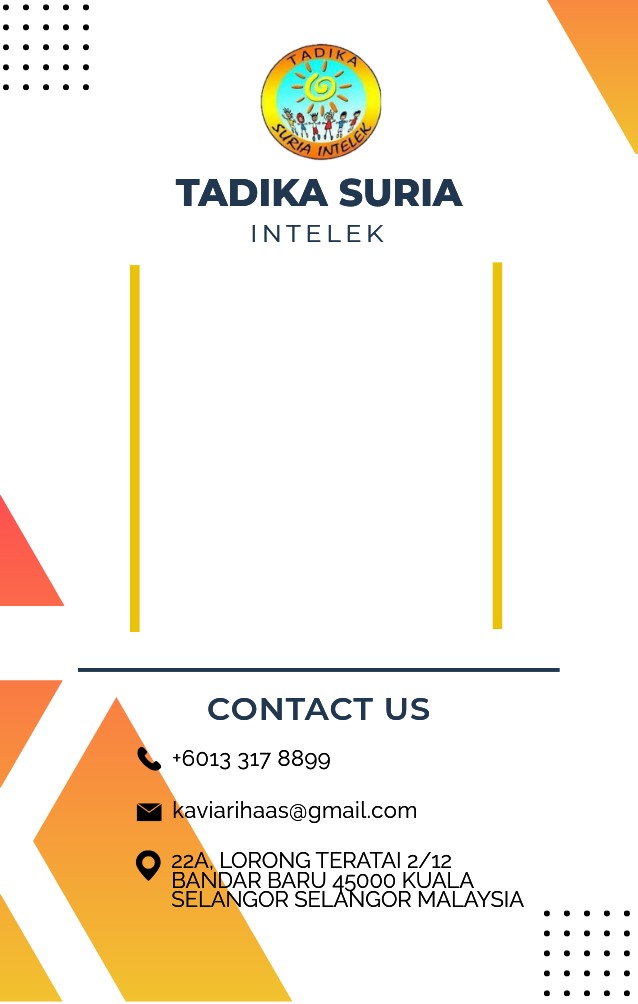 TADIKA
SURIA INTELEK
TADIKA SURIA
INTELEK
CONTACT US
+6013 317 8899
kaviarihaas@gmail.com
22A, LORONG TERATAI 2/12
BANDAR BARU 45000 KUALA
SELANGOR SELANGOR MALAYSIA